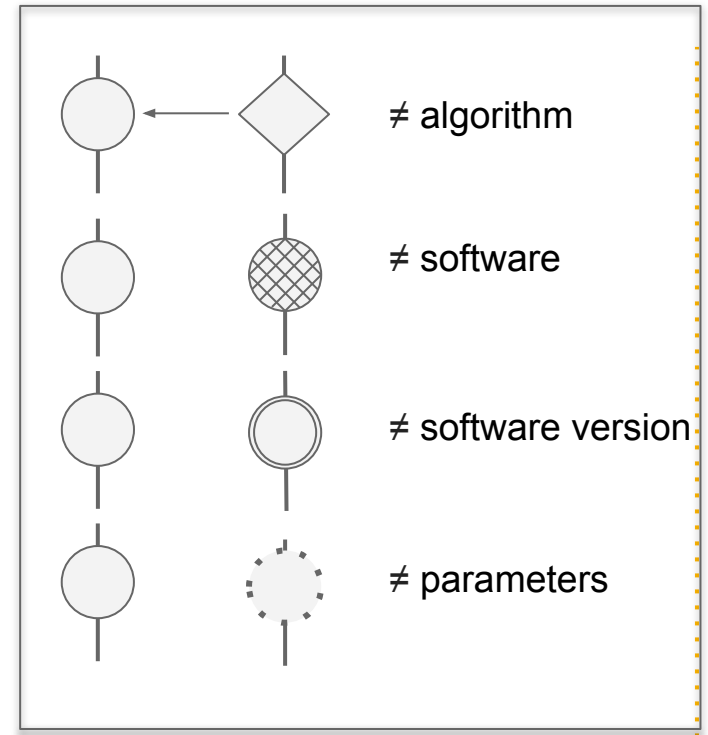 ≠ algorithm
≠ software
≠ software version
≠ parameters